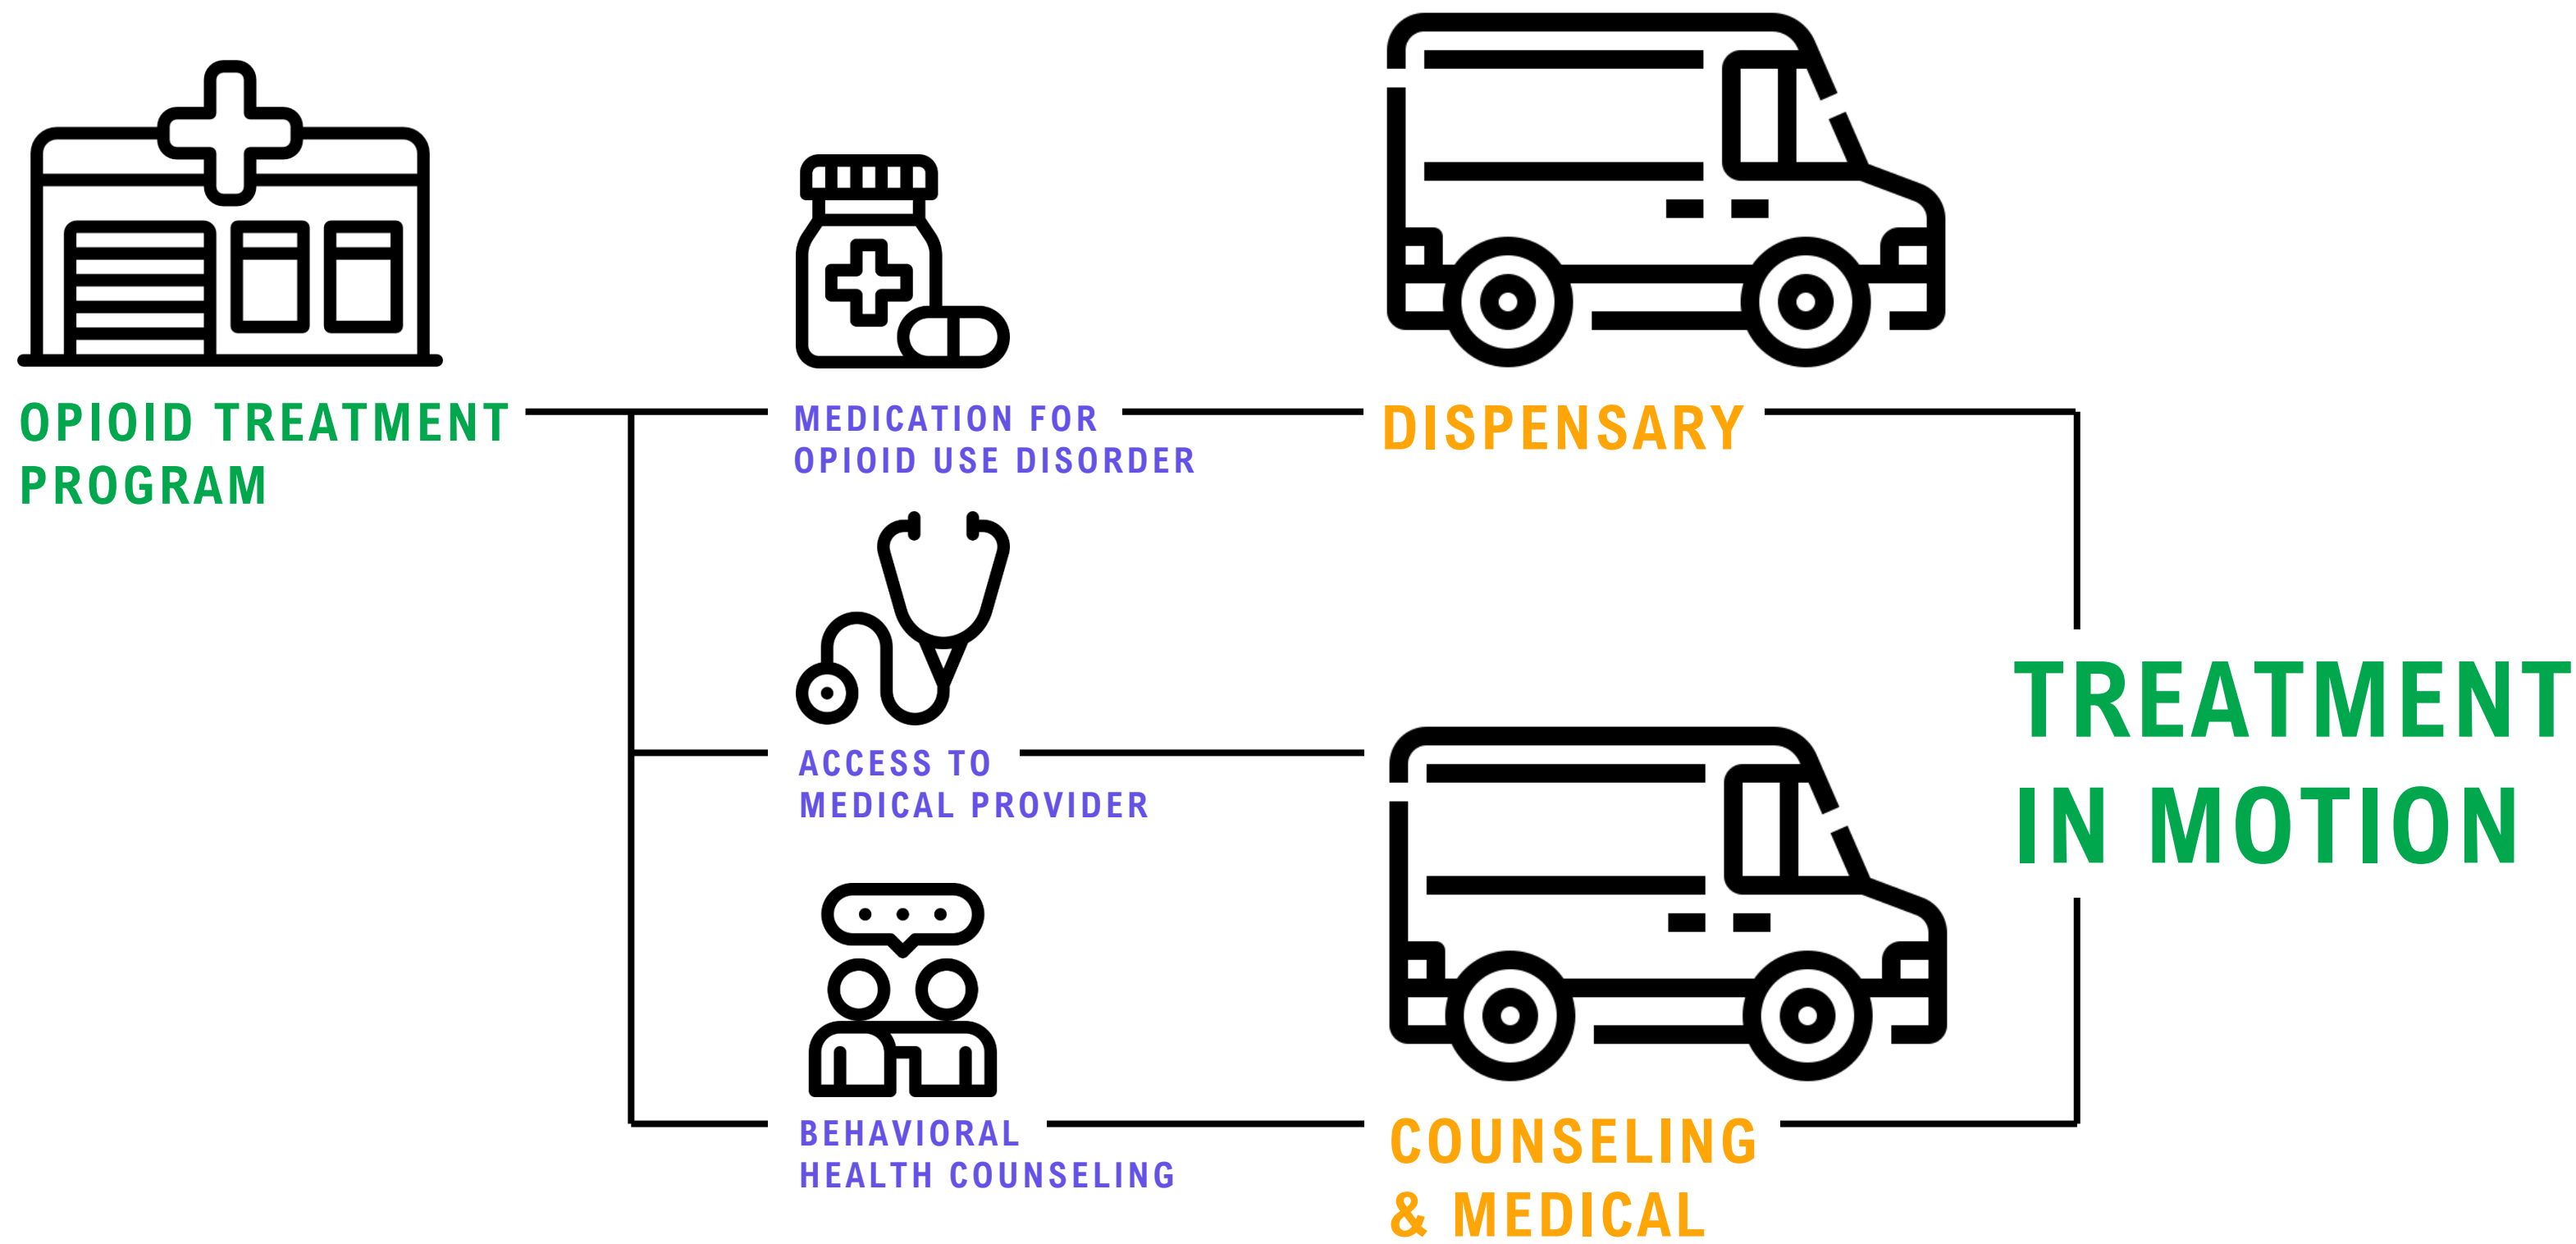 OPIOID TREATMENT
PROGRAM
MEDICATION FOR
OPIOID USE DISORDER
DISPENSARY
ACCESS TO
MEDICAL PROVIDER
BEHAVIORAL
HEALTH COUNSELING
COUNSELING
& MEDICAL
TREATMENT
IN MOTION